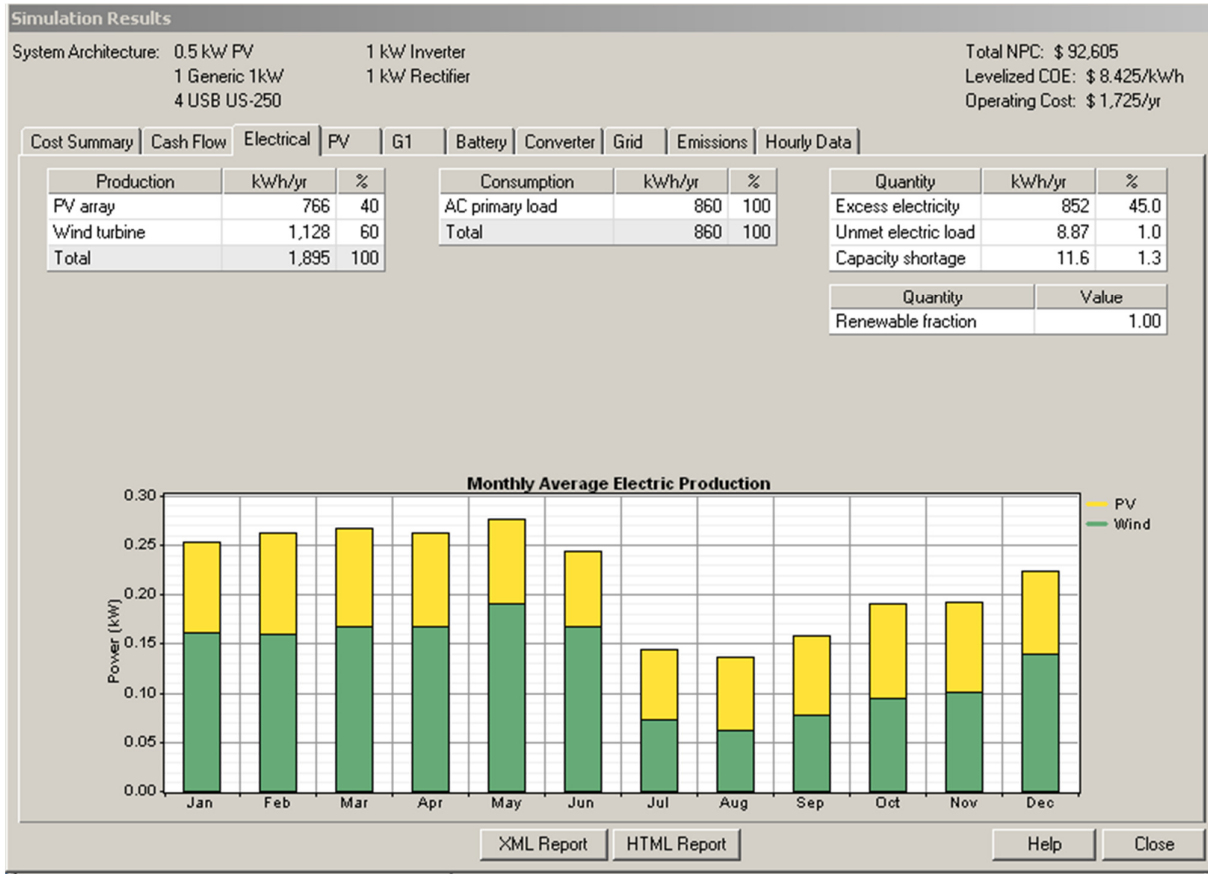 Simulation Results
System Architecture: 0.5 kW PV 1 kW Inverter Total NPC: $ 92,605
1 Generic 1kW 1 kW Rectifier Levelized COE: $ 8.425/kWh
4 USB US-250 Operating Cost: $ 1,725/yr
Cost Summary Cash Flow Electrical PV G1 Battery Converter Grid Emissions Hourly Data
Production kWh/yr % Consumption kWh/yr % Quantity kWh/yr %
PV array 766 40 AC primary load 860 100 Excess electricity 852 45.0
Wind turbine 1,128 60 Total 860 100 Unmet electric load 8.87 1.0
Total 1,895 100 Capacity shortage 11.6 1.3
Quantity Value
Renewable fraction 1.00
Monthly Average Electric Production
0.30
0.25
0.20
0.15
0.10
0.05
0.00
Power (kW)
PV
Wind
Jan Feb Mar Apr May Jun Jul Aug Sep Oct Nov Dec
XML Report HTML Report Help Close